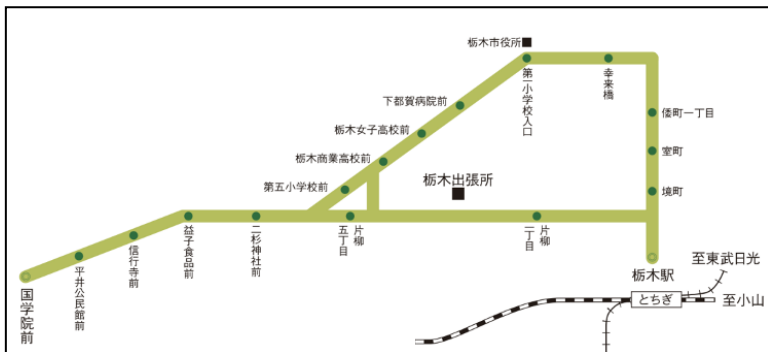 栃木市役所■
第一小学校入口
幸来橋
下都賀病院前
倭町一丁目
栃木女子高校前
室町
栃木商業高校前
栃木出張所
境町
第五小学校前
片柳
五丁目
片柳
一丁目
二杉神社前
益子食品前
信行寺前
平井公民館前
国学院前
栃木駅
至東武日光
とちぎ
至小山